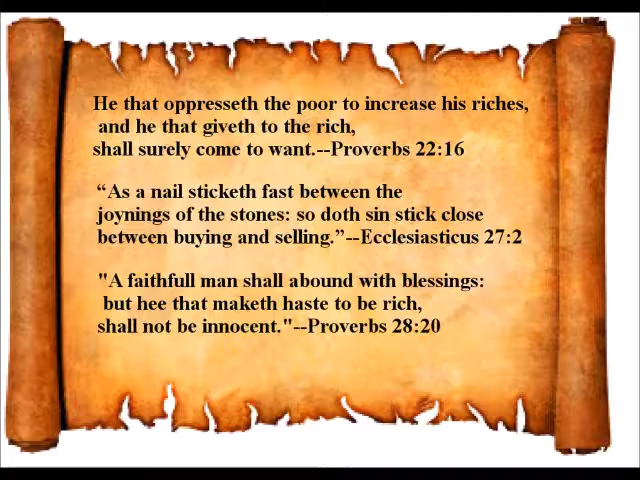 He that oppresseth the poor to increase his riches,
and he that giveth to the rich,
shall surely come to want.--Proverbs 22:16
“As a nail sticketh fast between the
joynings of the stones: so doth sin stick close
between buying and selling.”--Ecclesiasticus 27:2
"A faithfull man shall abound with blessings:
but hee that maketh haste to be rich,
shall not be innocent."--Proverbs 28:20